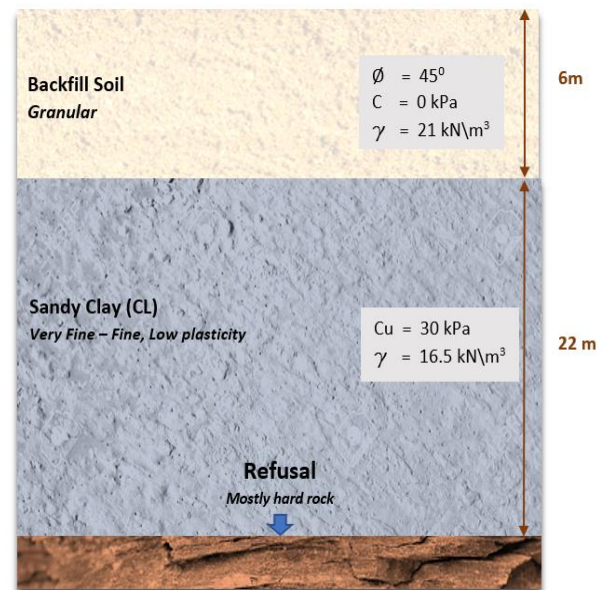 Backfill Soil
Granular
Ø = 45⁰
C = 0 kPa
γ = 21 kN\m³
6m
Sandy Clay (CL)
Very Fine – Fine, Low plasticity
Cu = 30 kPa
γ = 16.5 kN\m³
22 m
Refusal
Mostly hard rock